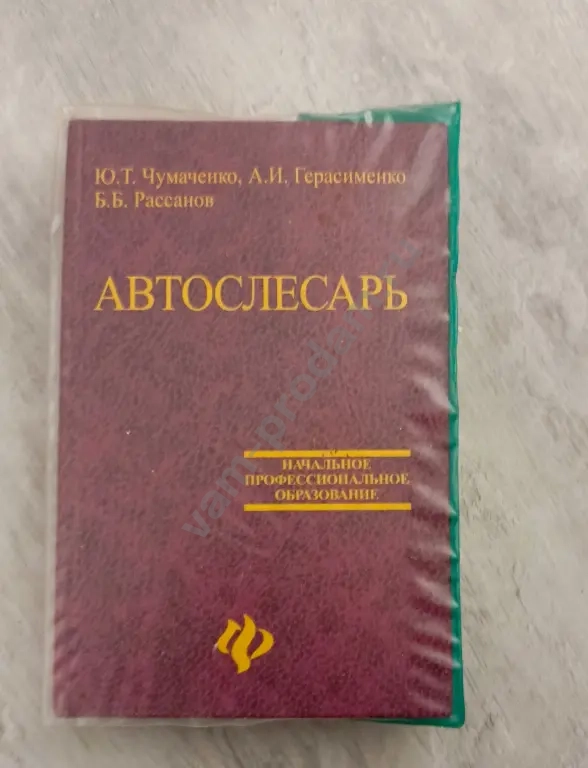 Ю.Т. Чумаченко, А.И. Герасименко
Б.Б. Рассанов
АВТОСЛЕСАРЬ
НАЧАЛЬНОЕ
ПРОФЕССИОНАЛЬНОЕ
ОБРАЗОВАНИЕ